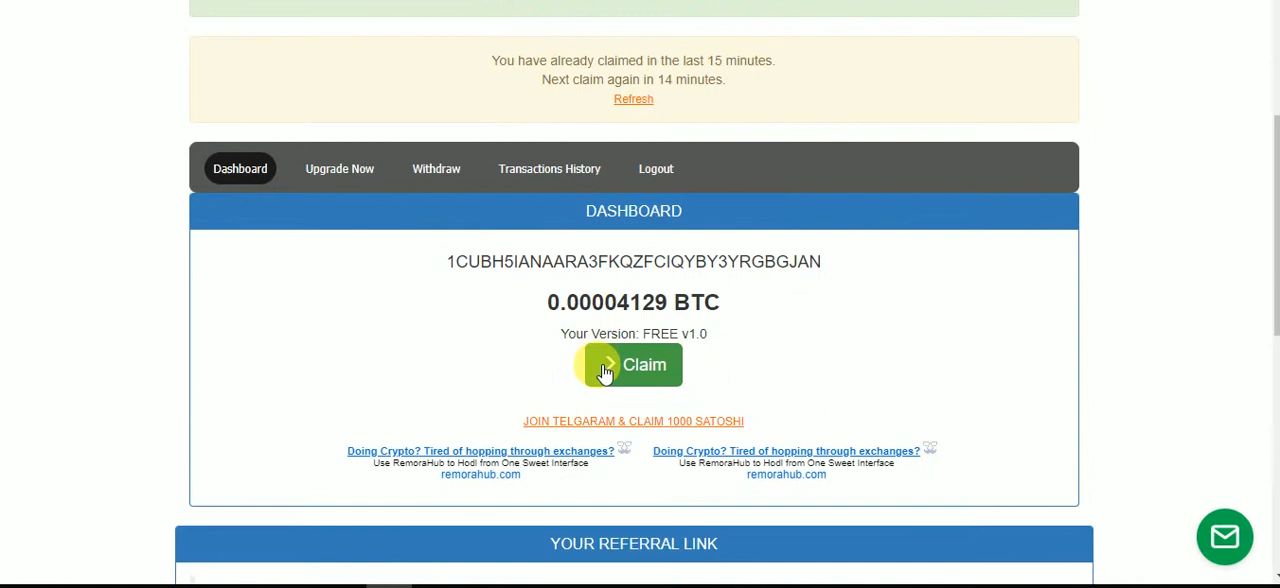 You have already claimed in the last 15 minutes.
Next claim again in 14 minutes.
Refresh
Dashboard Upgrade Now Withdraw Transactions History Logout
DASHBOARD
1CUBH5IANAARA3FKQZFCIQYBY3YRGBGJAN
0.00004129 BTC
Your Version: FREE v1.0
Claim
JOIN TELGARAM & CLAIM 1000 SATOSHI
Doing Crypto? Tired of hopping through exchanges? Doing Crypto? Tired of hopping through exchanges?
Use RemoraHub to Hodl from One Sweet Interface Use RemoraHub to Hodl from One Sweet Interface
remorahub.com remorahub.com
YOUR REFERRAL LINK